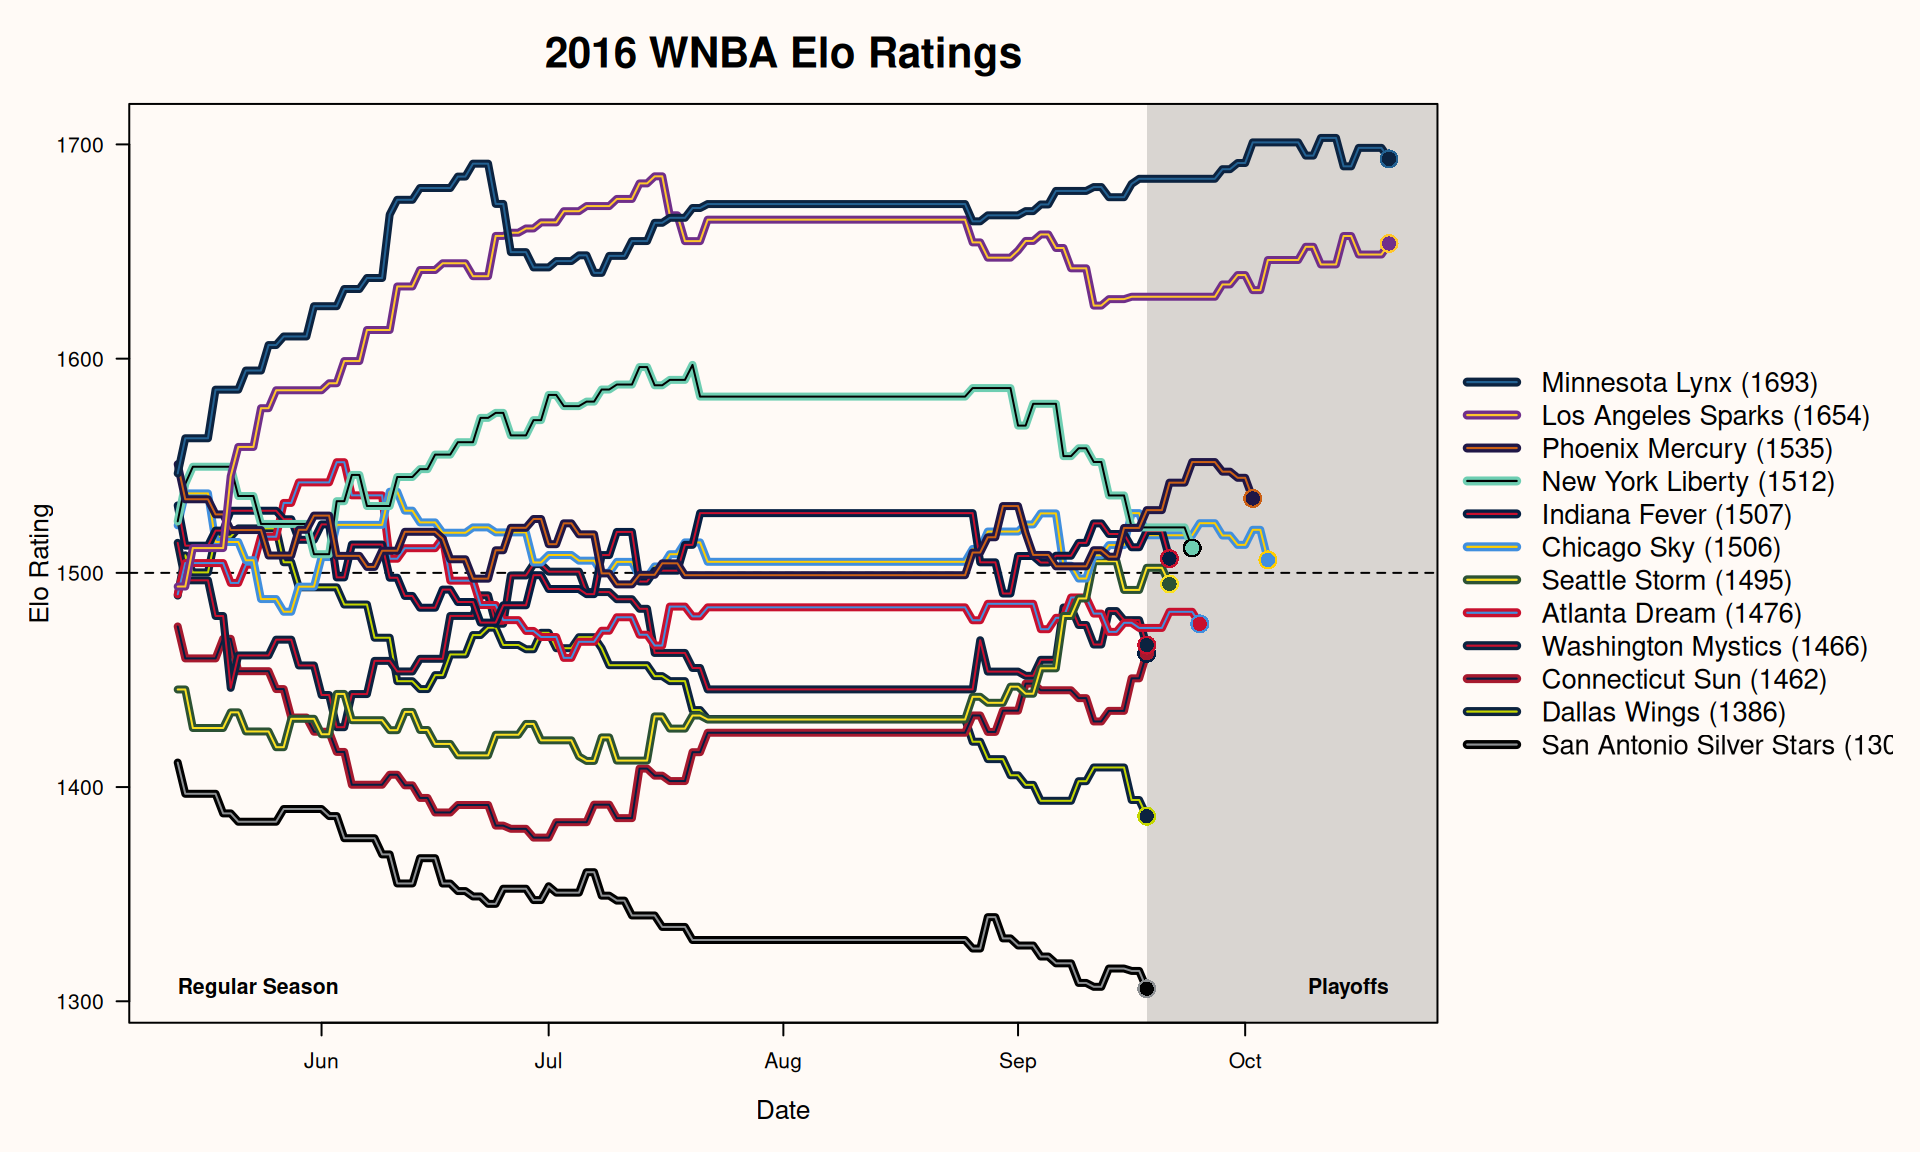 2016 WNBA Elo Ratings
Elo Rating
1700
1600
1500
1400
1300
Regular Season
Playoffs
Jun
Jul
Aug
Sep
Oct
Date
Minnesota Lynx (1693)
Los Angeles Sparks (1654)
Phoenix Mercury (1535)
New York Liberty (1512)
Indiana Fever (1507)
Chicago Sky (1506)
Seattle Storm (1495)
Atlanta Dream (1476)
Washington Mystics (1466)
Connecticut Sun (1462)
Dallas Wings (1386)
San Antonio Silver Stars (130